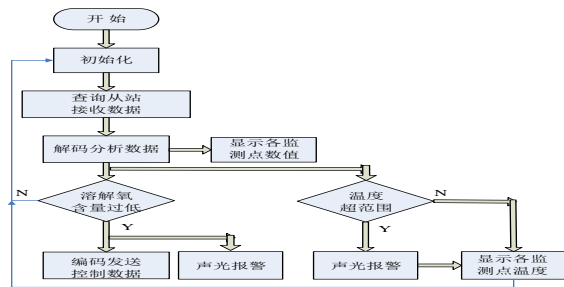 开始
初始化
查询从站
接收数据
解码分析数据
显示各监
测点数值
N
溶解氧
含量过低
温度
超范围
N
Y
Y
编码发送
控制数据
声光报警
声光报警
显示各监
测点温度